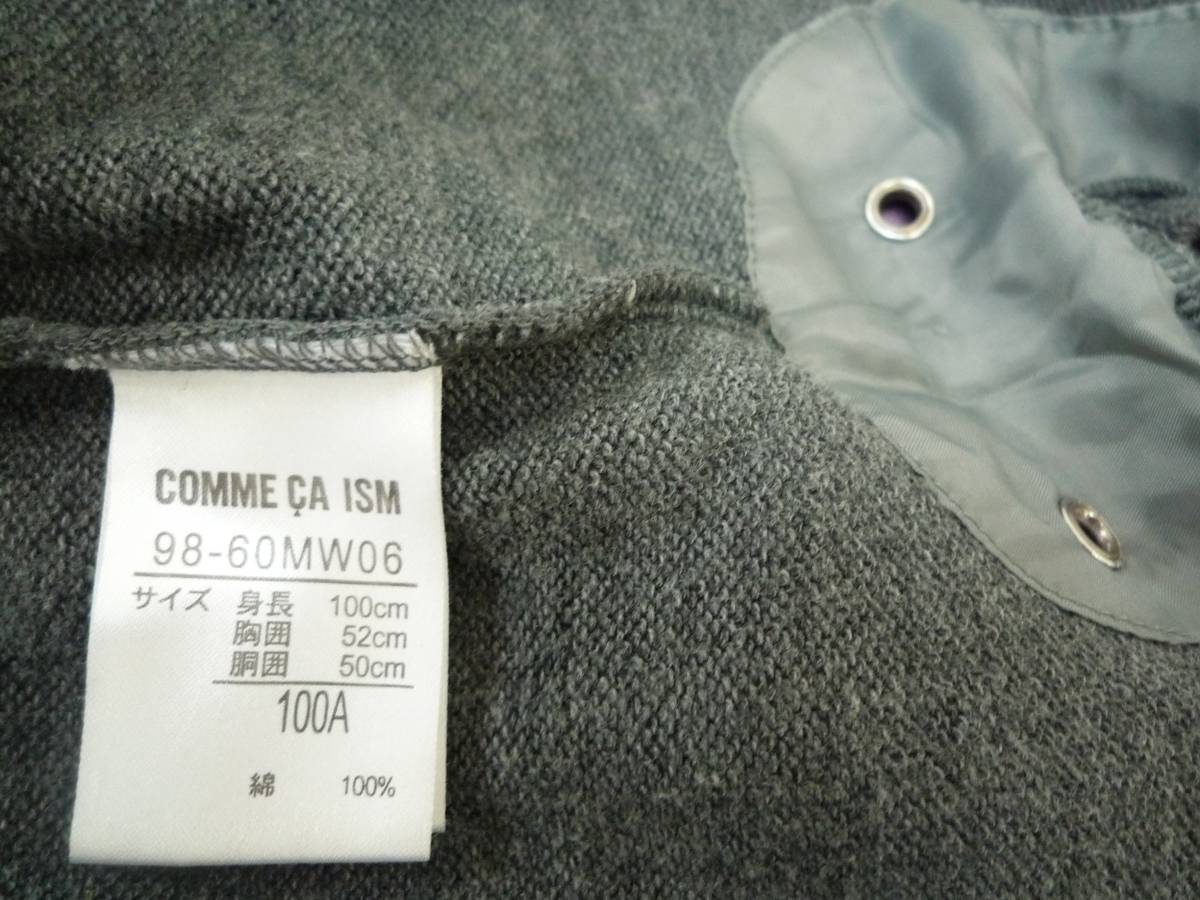 COMME ÇA ISM
98-60MW06
サイズ 身長 100cm
胸囲 52cm
胴囲 50cm
100A
綿 100%